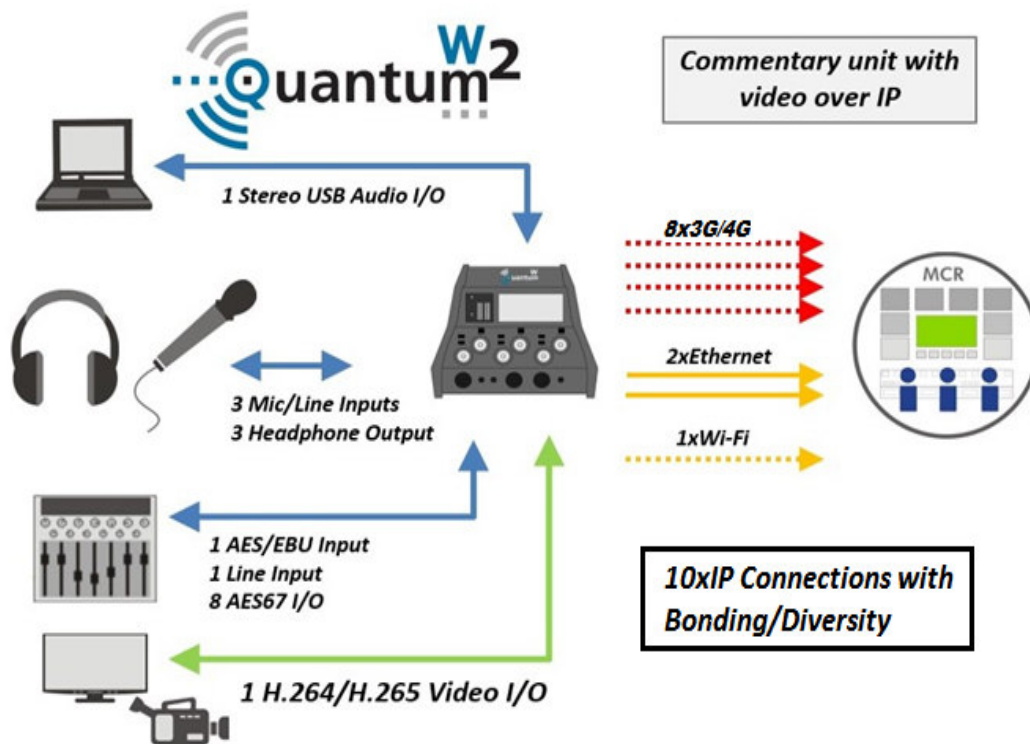 Quantum W2
Commentary unit with
video over IP
1 Stereo USB Audio I/O
Quantum W
8x3G/4G
MCR
2xEthernet
3 Mic/Line Inputs
3 Headphone Output
1xWi-Fi
1 AES/EBU Input
1 Line Input
8 AES67 I/O
10xIP Connections with
Bonding/Diversity
1 H.264/H.265 Video I/O